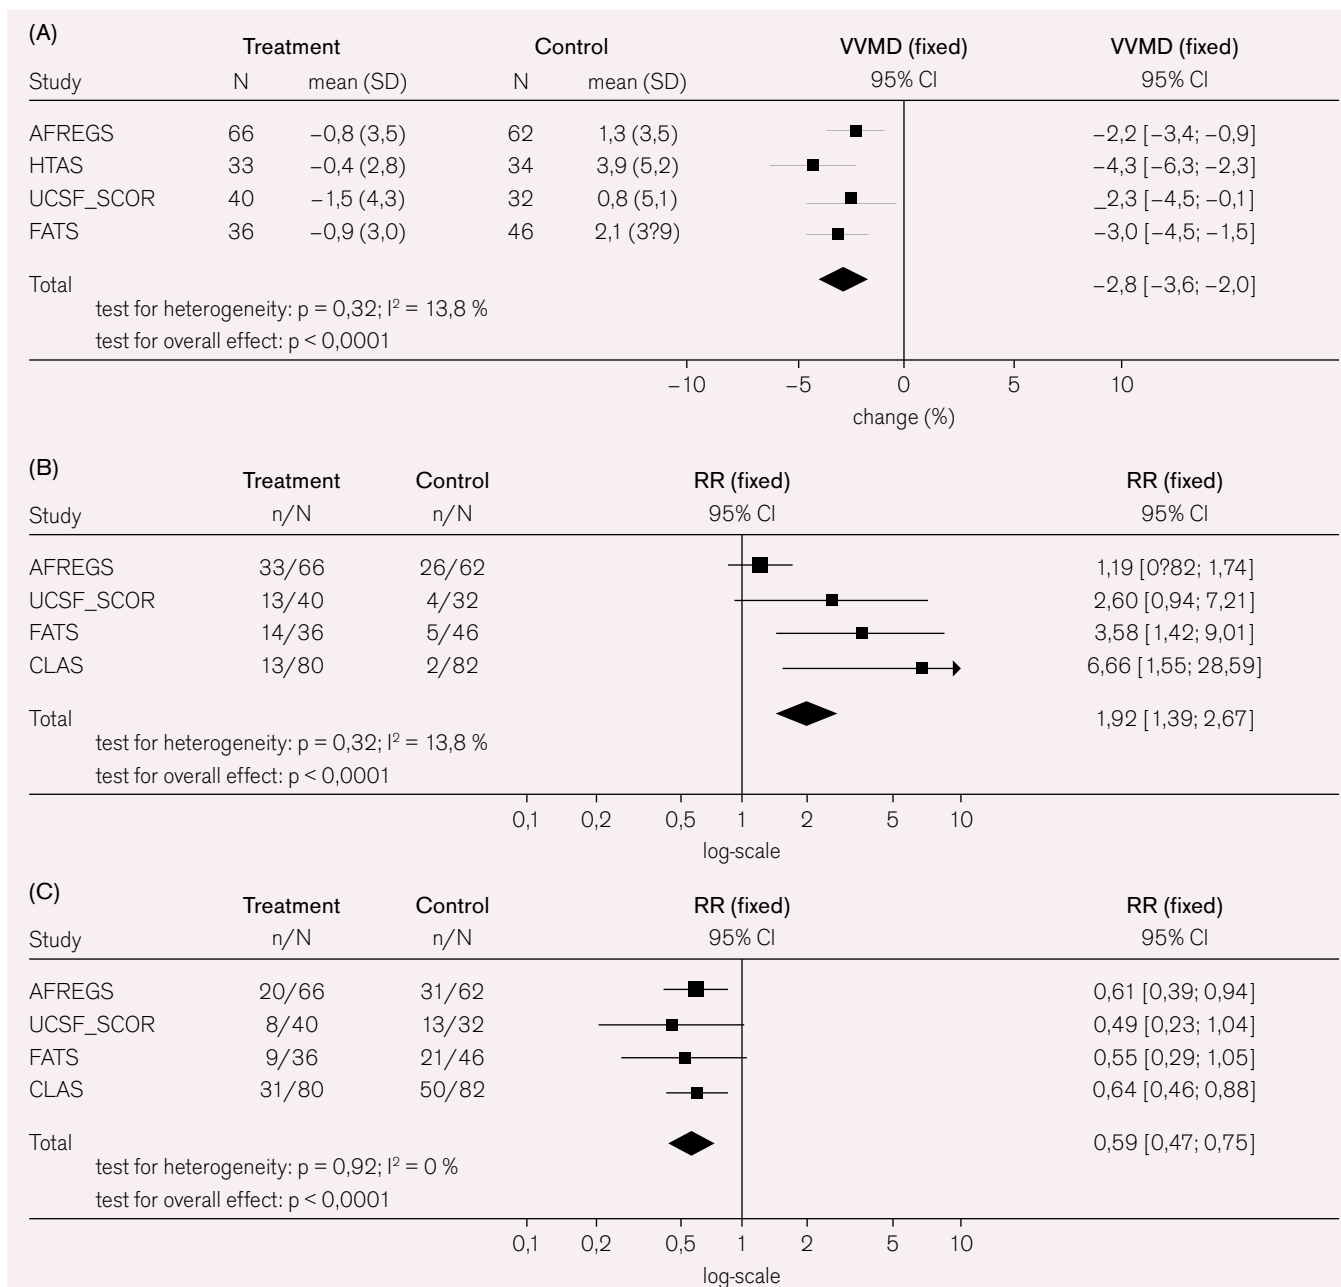 (A)
Treatment Control VVMD (fixed) VVMD (fixed)
Study N mean (SD) N mean (SD) 95% CI 95% CI
AFREGS 66 −0,8 (3,5) 62 1,3 (3,5) −2,2 [−3,4; −0,9]
HTAS 33 −0,4 (2,8) 34 3,9 (5,2) −4,3 [−6,3; −2,3]
UCSF_SCOR 40 −1,5 (4,3) 32 0,8 (5,1) _2,3 [−4,5; −0,1]
FATS 36 −0,9 (3,0) 46 2,1 (3?9) −3,0 [−4,5; −1,5]
Total −2,8 [−3,6; −2,0]
test for heterogeneity: p = 0,32; I² = 13,8 %
test for overall effect: p < 0,0001
−10 −5 0 5 10
change (%)
(B)
Treatment Control RR (fixed) RR (fixed)
Study n/N n/N 95% CI 95% CI
AFREGS 33/66 26/62 1,19 [0?82; 1,74]
UCSF_SCOR 13/40 4/32 2,60 [0,94; 7,21]
FATS 14/36 5/46 3,58 [1,42; 9,01]
CLAS 13/80 2/82 6,66 [1,55; 28,59]
Total 1,92 [1,39; 2,67]
test for heterogeneity: p = 0,32; I² = 13,8 %
test for overall effect: p < 0,0001
0,1 0,2 0,5 1 2 5 10
log-scale
(C)
Treatment Control RR (fixed) RR (fixed)
Study n/N n/N 95% CI 95% CI
AFREGS 20/66 31/62 0,61 [0,39; 0,94]
UCSF_SCOR 8/40 13/32 0,49 [0,23; 1,04]
FATS 9/36 21/46 0,55 [0,29; 1,05]
CLAS 31/80 50/82 0,64 [0,46; 0,88]
Total 0,59 [0,47; 0,75]
test for heterogeneity: p = 0,92; I² = 0 %
test for overall effect: p < 0,0001
0,1 0,2 0,5 1 2 5 10
log-scale